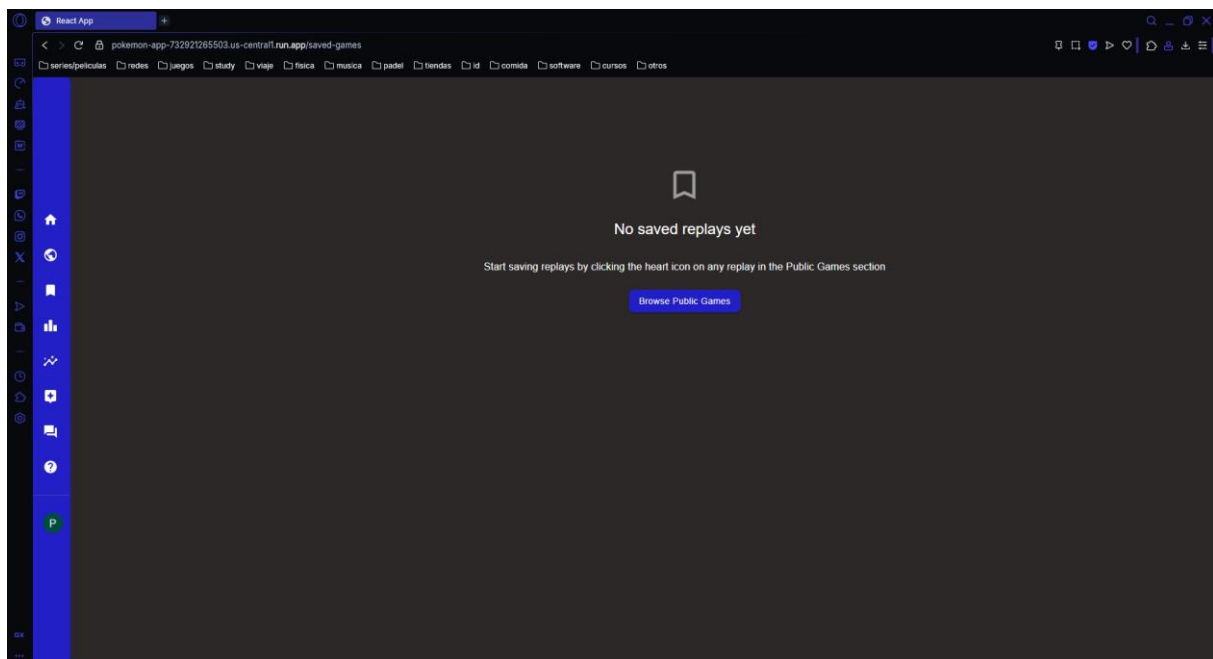 React App
pokemon-app-732921265503.us-central1.run.app/saved-games
series/peliculas redes juegos study viaje fisica musica padel tiendas id comida software cursos otros
No saved replays yet
Start saving replays by clicking the heart icon on any replay in the Public Games section
Browse Public Games
P
GX